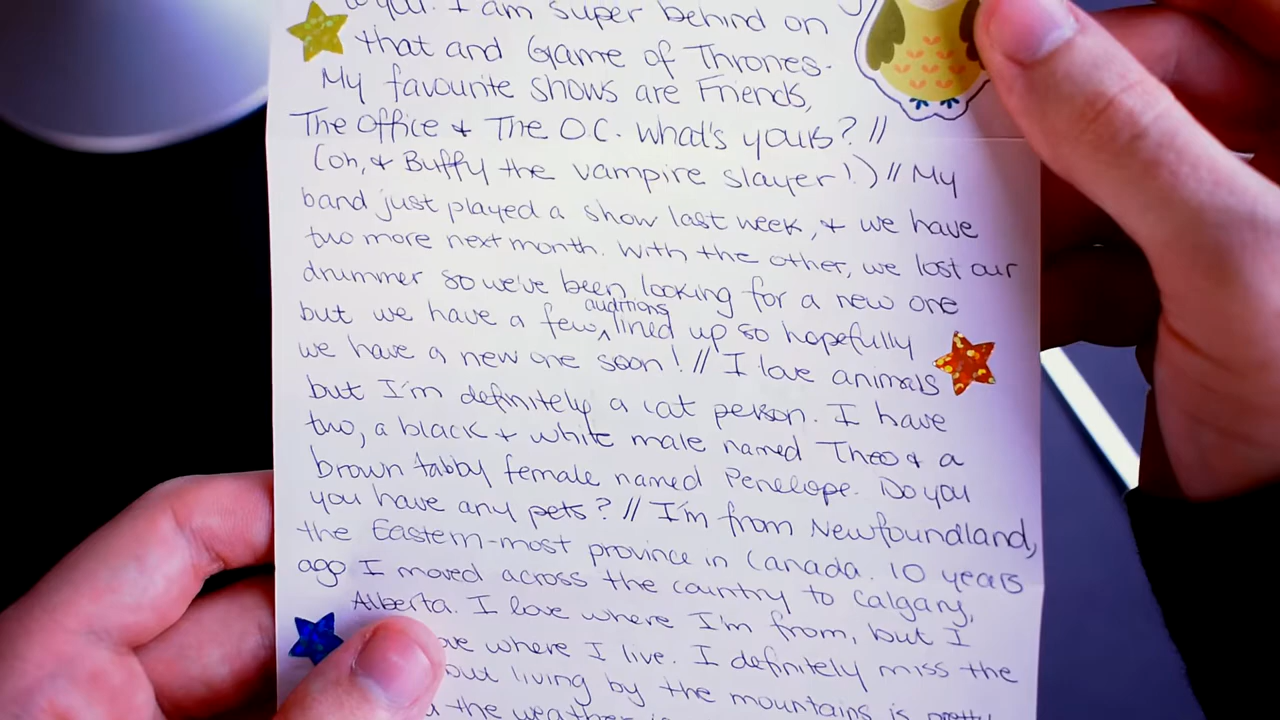 to you. I am super behind on
that and Game of Thrones.
My favourite shows are Friends,
The Office & The O.C. what's yours? //
(oh, & Buffy the vampire slayer!) // My
band just played a show last week, & we have
two more next month. With the other, we lost our
drummer so we've been looking for a new one
but we have a few auditions lined up so hopefully
we have a new one soon! // I love animals
but I'm definitely a cat person. I have
two, a black & white male named Theo & a
brown tabby female named Penelope. Do you
you have any pets? // I'm from Newfoundland,
the Eastern-most province in Canada. 10 years
ago I moved across the country to Calgary,
Alberta. I love where I'm from, but I
where I live. I definitely miss the
living by the mountains is pretty
the weather is